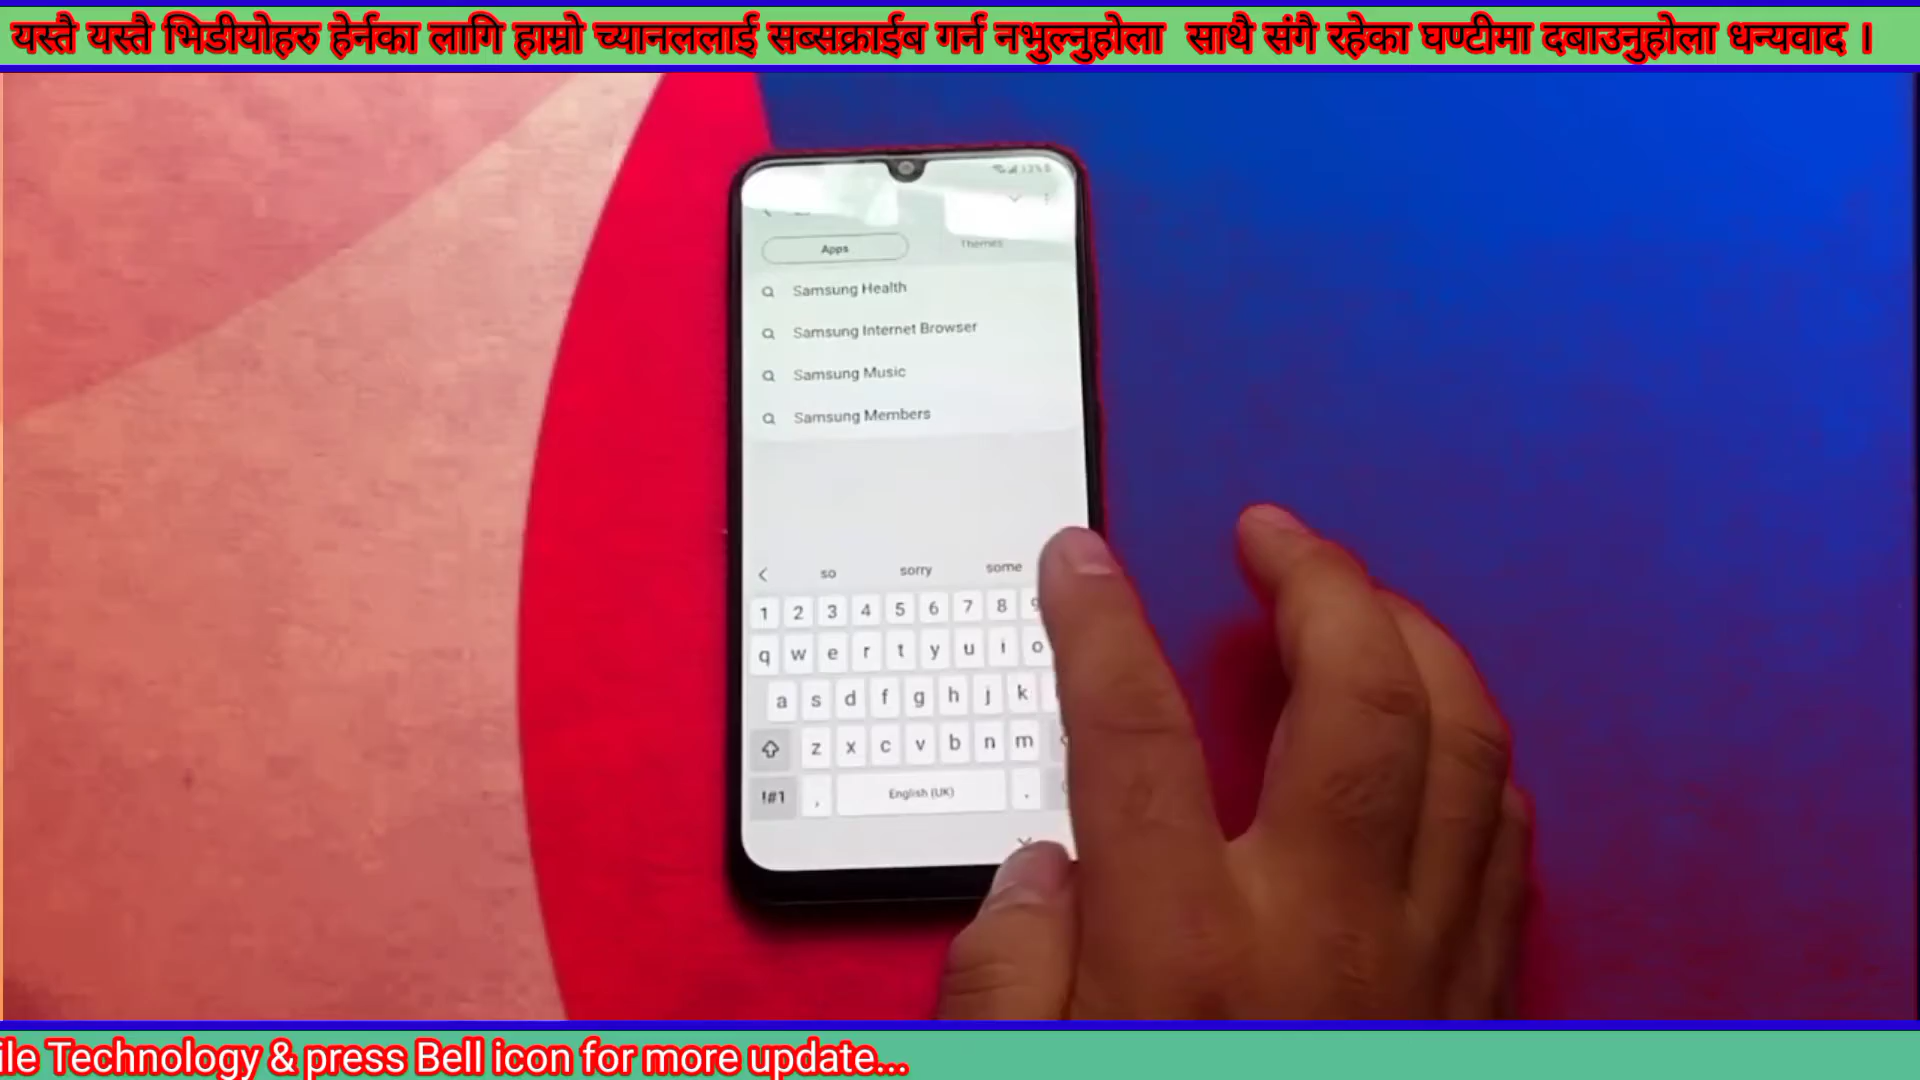 यस्तै यस्तै भिडीयोहरु हेर्नका लागि हाम्रो च्यानललाई सब्सक्राईब गर्न नभुल्नुहोला साथै संगै रहेका घण्टीमा दबाउनुहोला धन्यवाद ।
Apps Themes
Samsung Health
Samsung Internet Browser
Samsung Music
Samsung Members
so sorry some
1 2 3 4 5 6 7 8 9
q w e r t y u i o
a s d f g h j k
z x c v b n m
!#1 , English (UK) .
ile Technology & press Bell icon for more update...